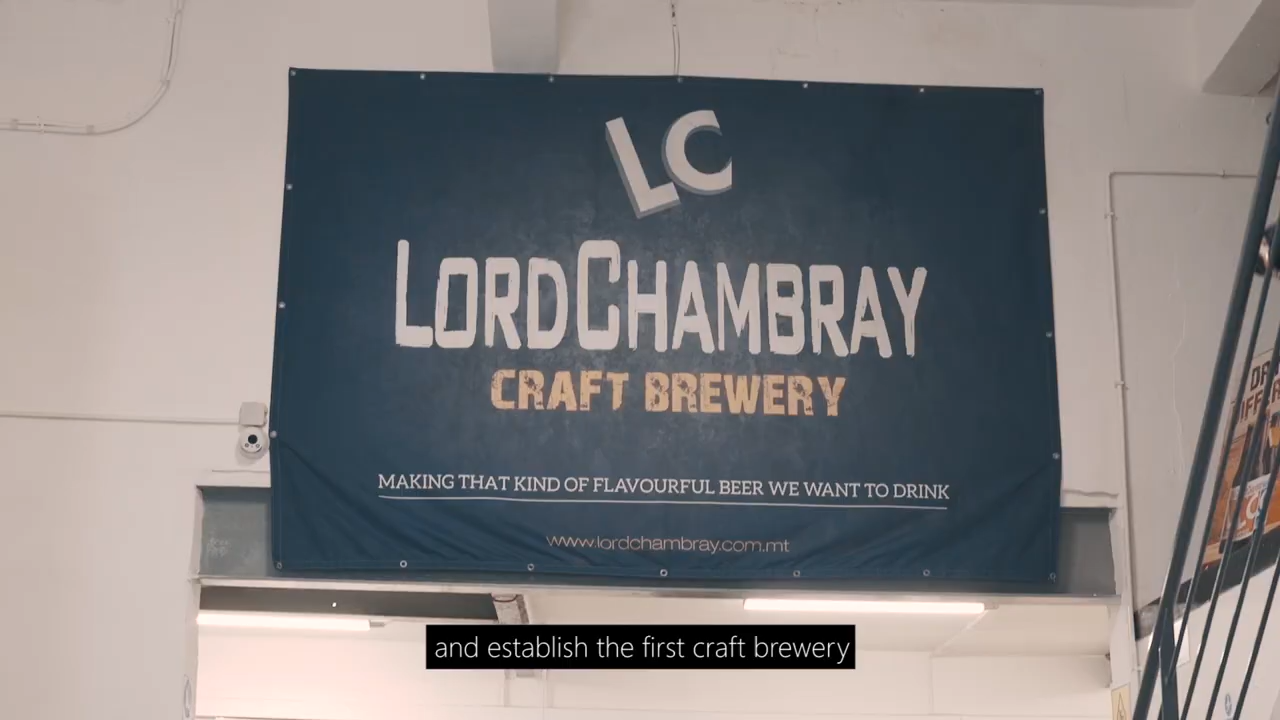 LC
LORDCHAMBRAY
CRAFT BREWERY
MAKING THAT KIND OF FLAVOURFUL BEER WE WANT TO DRINK
www.lordchambray.com.mt
LC
and establish the first craft brewery